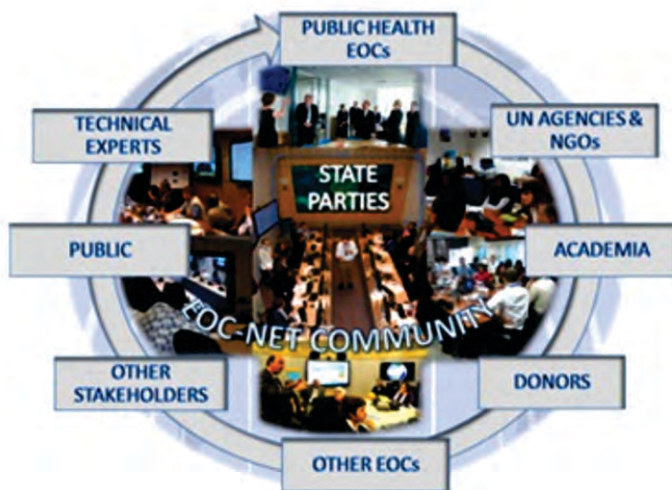 PUBLIC HEALTH
EOCs
TECHNICAL
EXPERTS
UN AGENCIES &
NGOs
STATE
PARTIES
PUBLIC
ACADEMIA
EOC-NET COMMUNITY
OTHER
STAKEHOLDERS
DONORS
OTHER EOCs